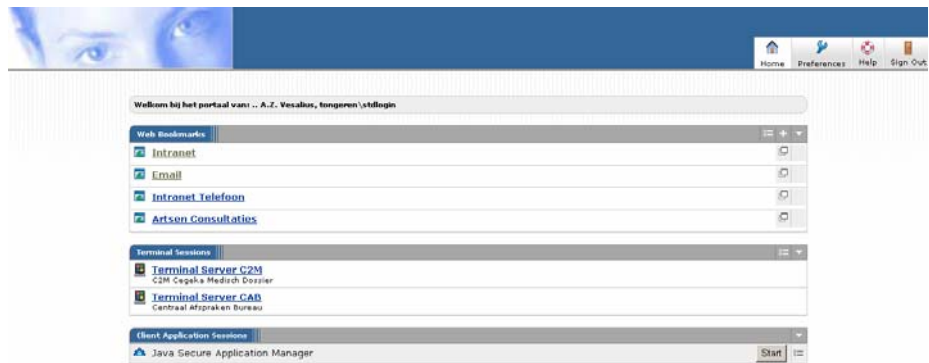 Home Preferences Help Sign Out
Welkom bij het portaal van: .. A.Z. Vesalius, tongeren\stdlogin
Web Bookmarks
Intranet
Email
Intranet Telefoon
Artsen Consultaties
Terminal Sessions
Terminal Server C2M
C2M Cegeka Medisch Dossier
Terminal Server CAB
Centraal Afspraken Bureau
Client Application Sessions
Java Secure Application Manager Start